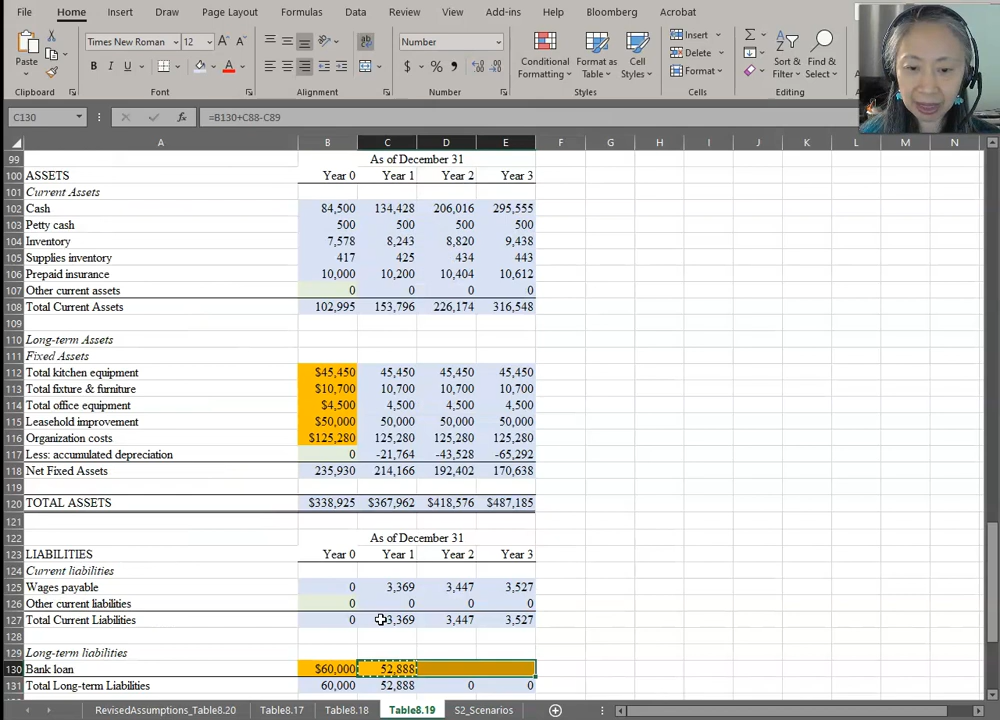 File Home Insert Draw Page Layout Formulas Data Review View Add-ins Help Bloomberg Acrobat
Paste
Times New Roman 12 A A ab Number Conditional Formatting Format as Table Cell Styles Insert Delete Format Sort & Filter Find & Select
B I U A $ % 9
Clipboard Font Alignment Number Styles Cells Editing
C130 fx =B130+C88-C89
A B C D E F G H I J K L M N
99 As of December 31
100 ASSETS Year 0 Year 1 Year 2 Year 3
101 Current Assets
102 Cash 84,500 134,428 206,016 295,555
103 Petty cash 500 500 500 500
104 Inventory 7,578 8,243 8,820 9,438
105 Supplies inventory 417 425 434 443
106 Prepaid insurance 10,000 10,200 10,404 10,612
107 Other current assets 0 0 0 0
108 Total Current Assets 102,995 153,796 226,174 316,548
109
110 Long-term Assets
111 Fixed Assets
112 Total kitchen equipment $45,450 45,450 45,450 45,450
113 Total fixture & furniture $10,700 10,700 10,700 10,700
114 Total office equipment $4,500 4,500 4,500 4,500
115 Leasehold improvement $50,000 50,000 50,000 50,000
116 Organization costs $125,280 125,280 125,280 125,280
117 Less: accumulated depreciation 0 -21,764 -43,528 -65,292
118 Net Fixed Assets 235,930 214,166 192,402 170,638
119
120 TOTAL ASSETS $338,925 $367,962 $418,576 $487,185
121
122 As of December 31
123 LIABILITIES Year 0 Year 1 Year 2 Year 3
124 Current liabilities
125 Wages payable 0 3,369 3,447 3,527
126 Other current liabilities 0 0 0 0
127 Total Current Liabilities 0 3,369 3,447 3,527
128
129 Long-term liabilities
130 Bank loan $60,000 52,888
131 Total Long-term Liabilities 60,000 52,888 0 0
RevisedAssumptions_Table8.20 Table8.17 Table8.18 Table8.19 S2_Scenarios